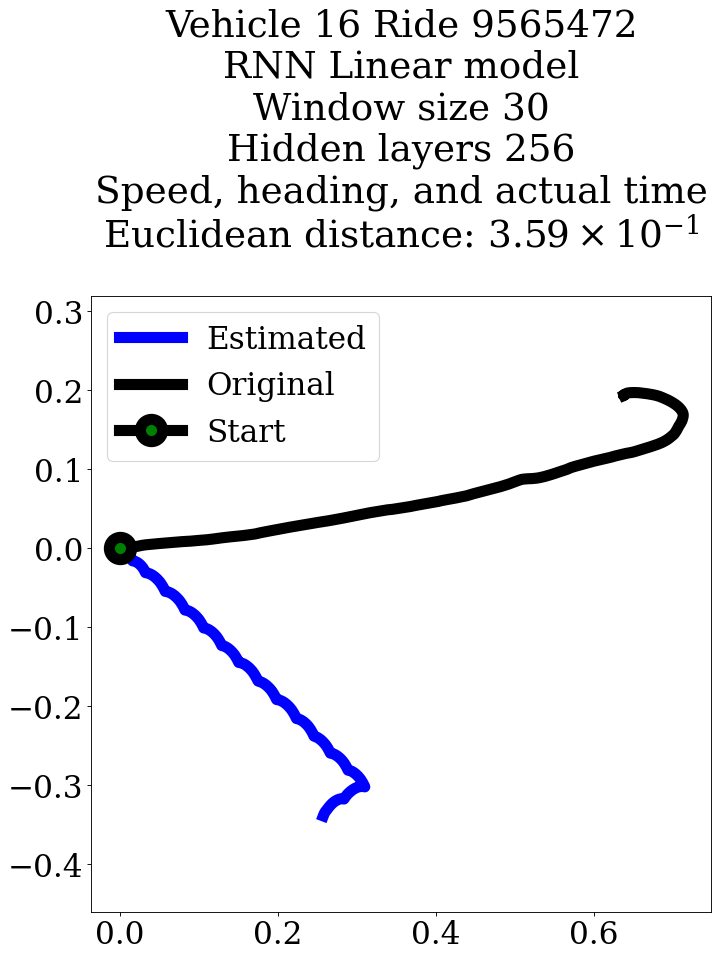 Vehicle 16 Ride 9565472
RNN Linear model
Window size 30
Hidden layers 256
Speed, heading, and actual time
Euclidean distance: 3.59 × 10⁻¹
Estimated
Original
Start
0.3
0.2
0.1
0.0
−0.1
−0.2
−0.3
−0.4
0.0 0.2 0.4 0.6